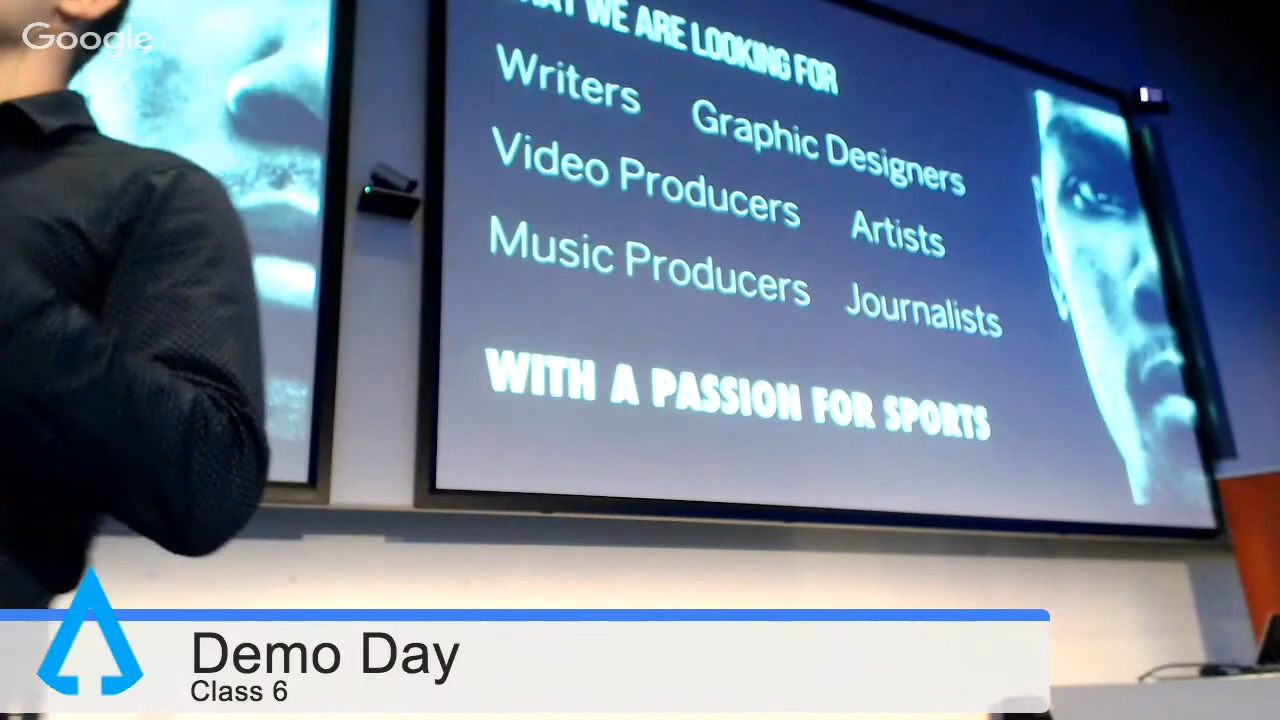 Google
WE ARE LOOKING FOR
Writers
Graphic Designers
Video Producers
Artists
Music Producers
Journalists
WITH A PASSION FOR SPORTS
Demo Day
Class 6